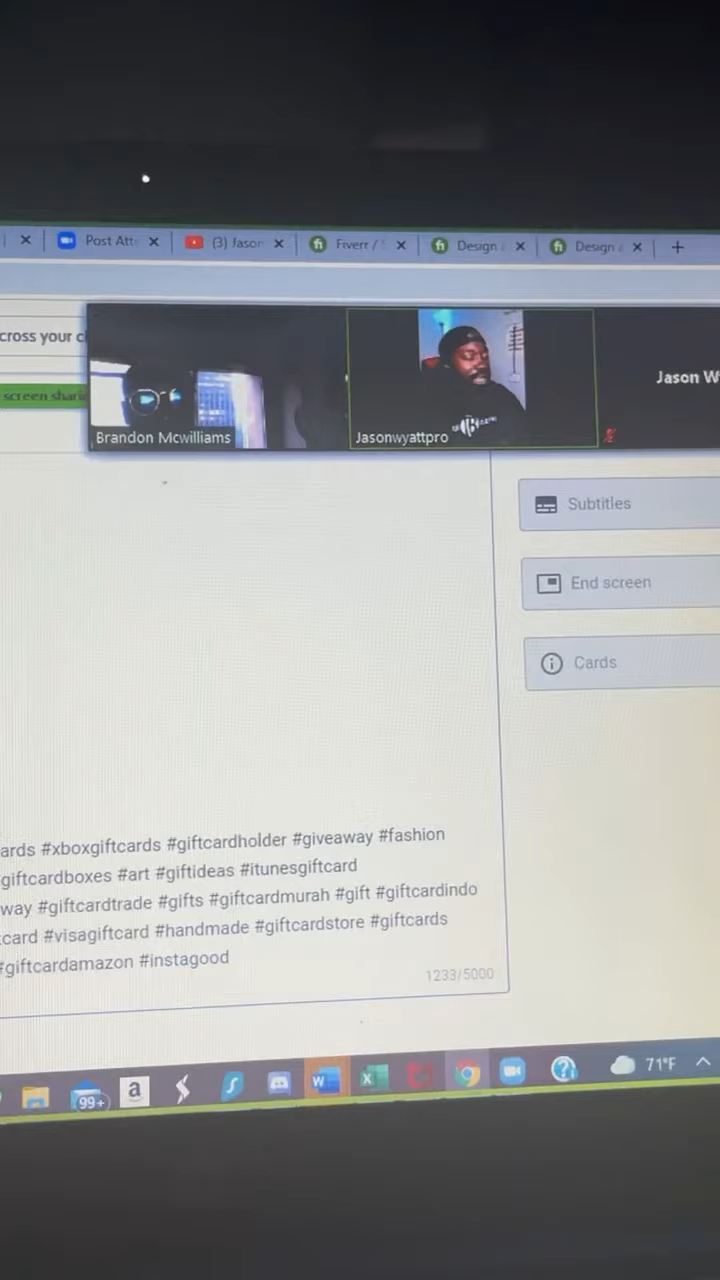 Post Att
(3) Jason
Fiverr / S
Design a
Design a
cross your c
screen shari
Brandon Mcwilliams
Jasonwyattpro
Jason W
Subtitles
End screen
Cards
ards #xboxgiftcards #giftcardholder #giveaway #fashion
giftcardboxes #art #giftideas #itunesgiftcard
way #giftcardtrade #gifts #giftcardmurah #gift #giftcardindo
card #visagiftcard #handmade #giftcardstore #giftcards
#giftcardamazon #instagood
1233/5000
99+
71°F